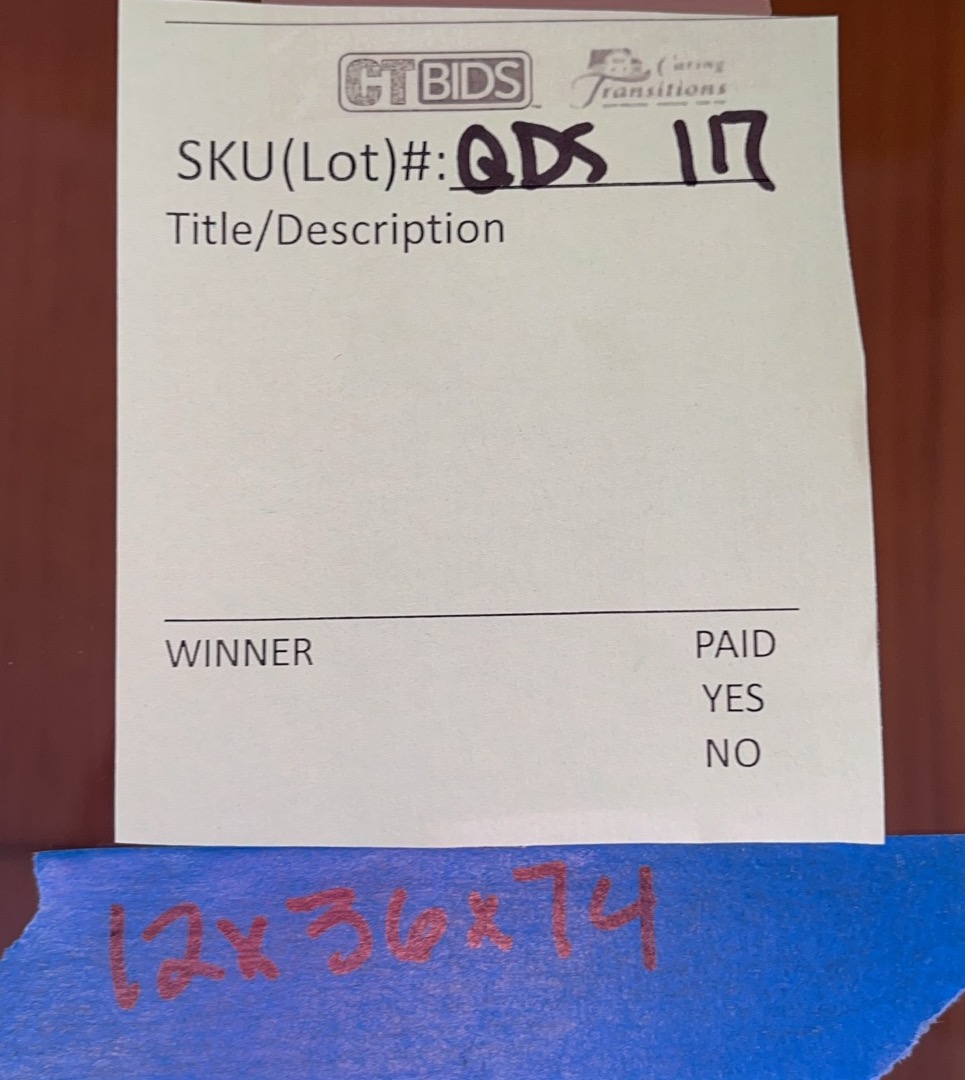 CTBIDS Caring Transitions
SKU(Lot)#: QDS 117
Title/Description
WINNER PAID
YES
NO
12x36x74